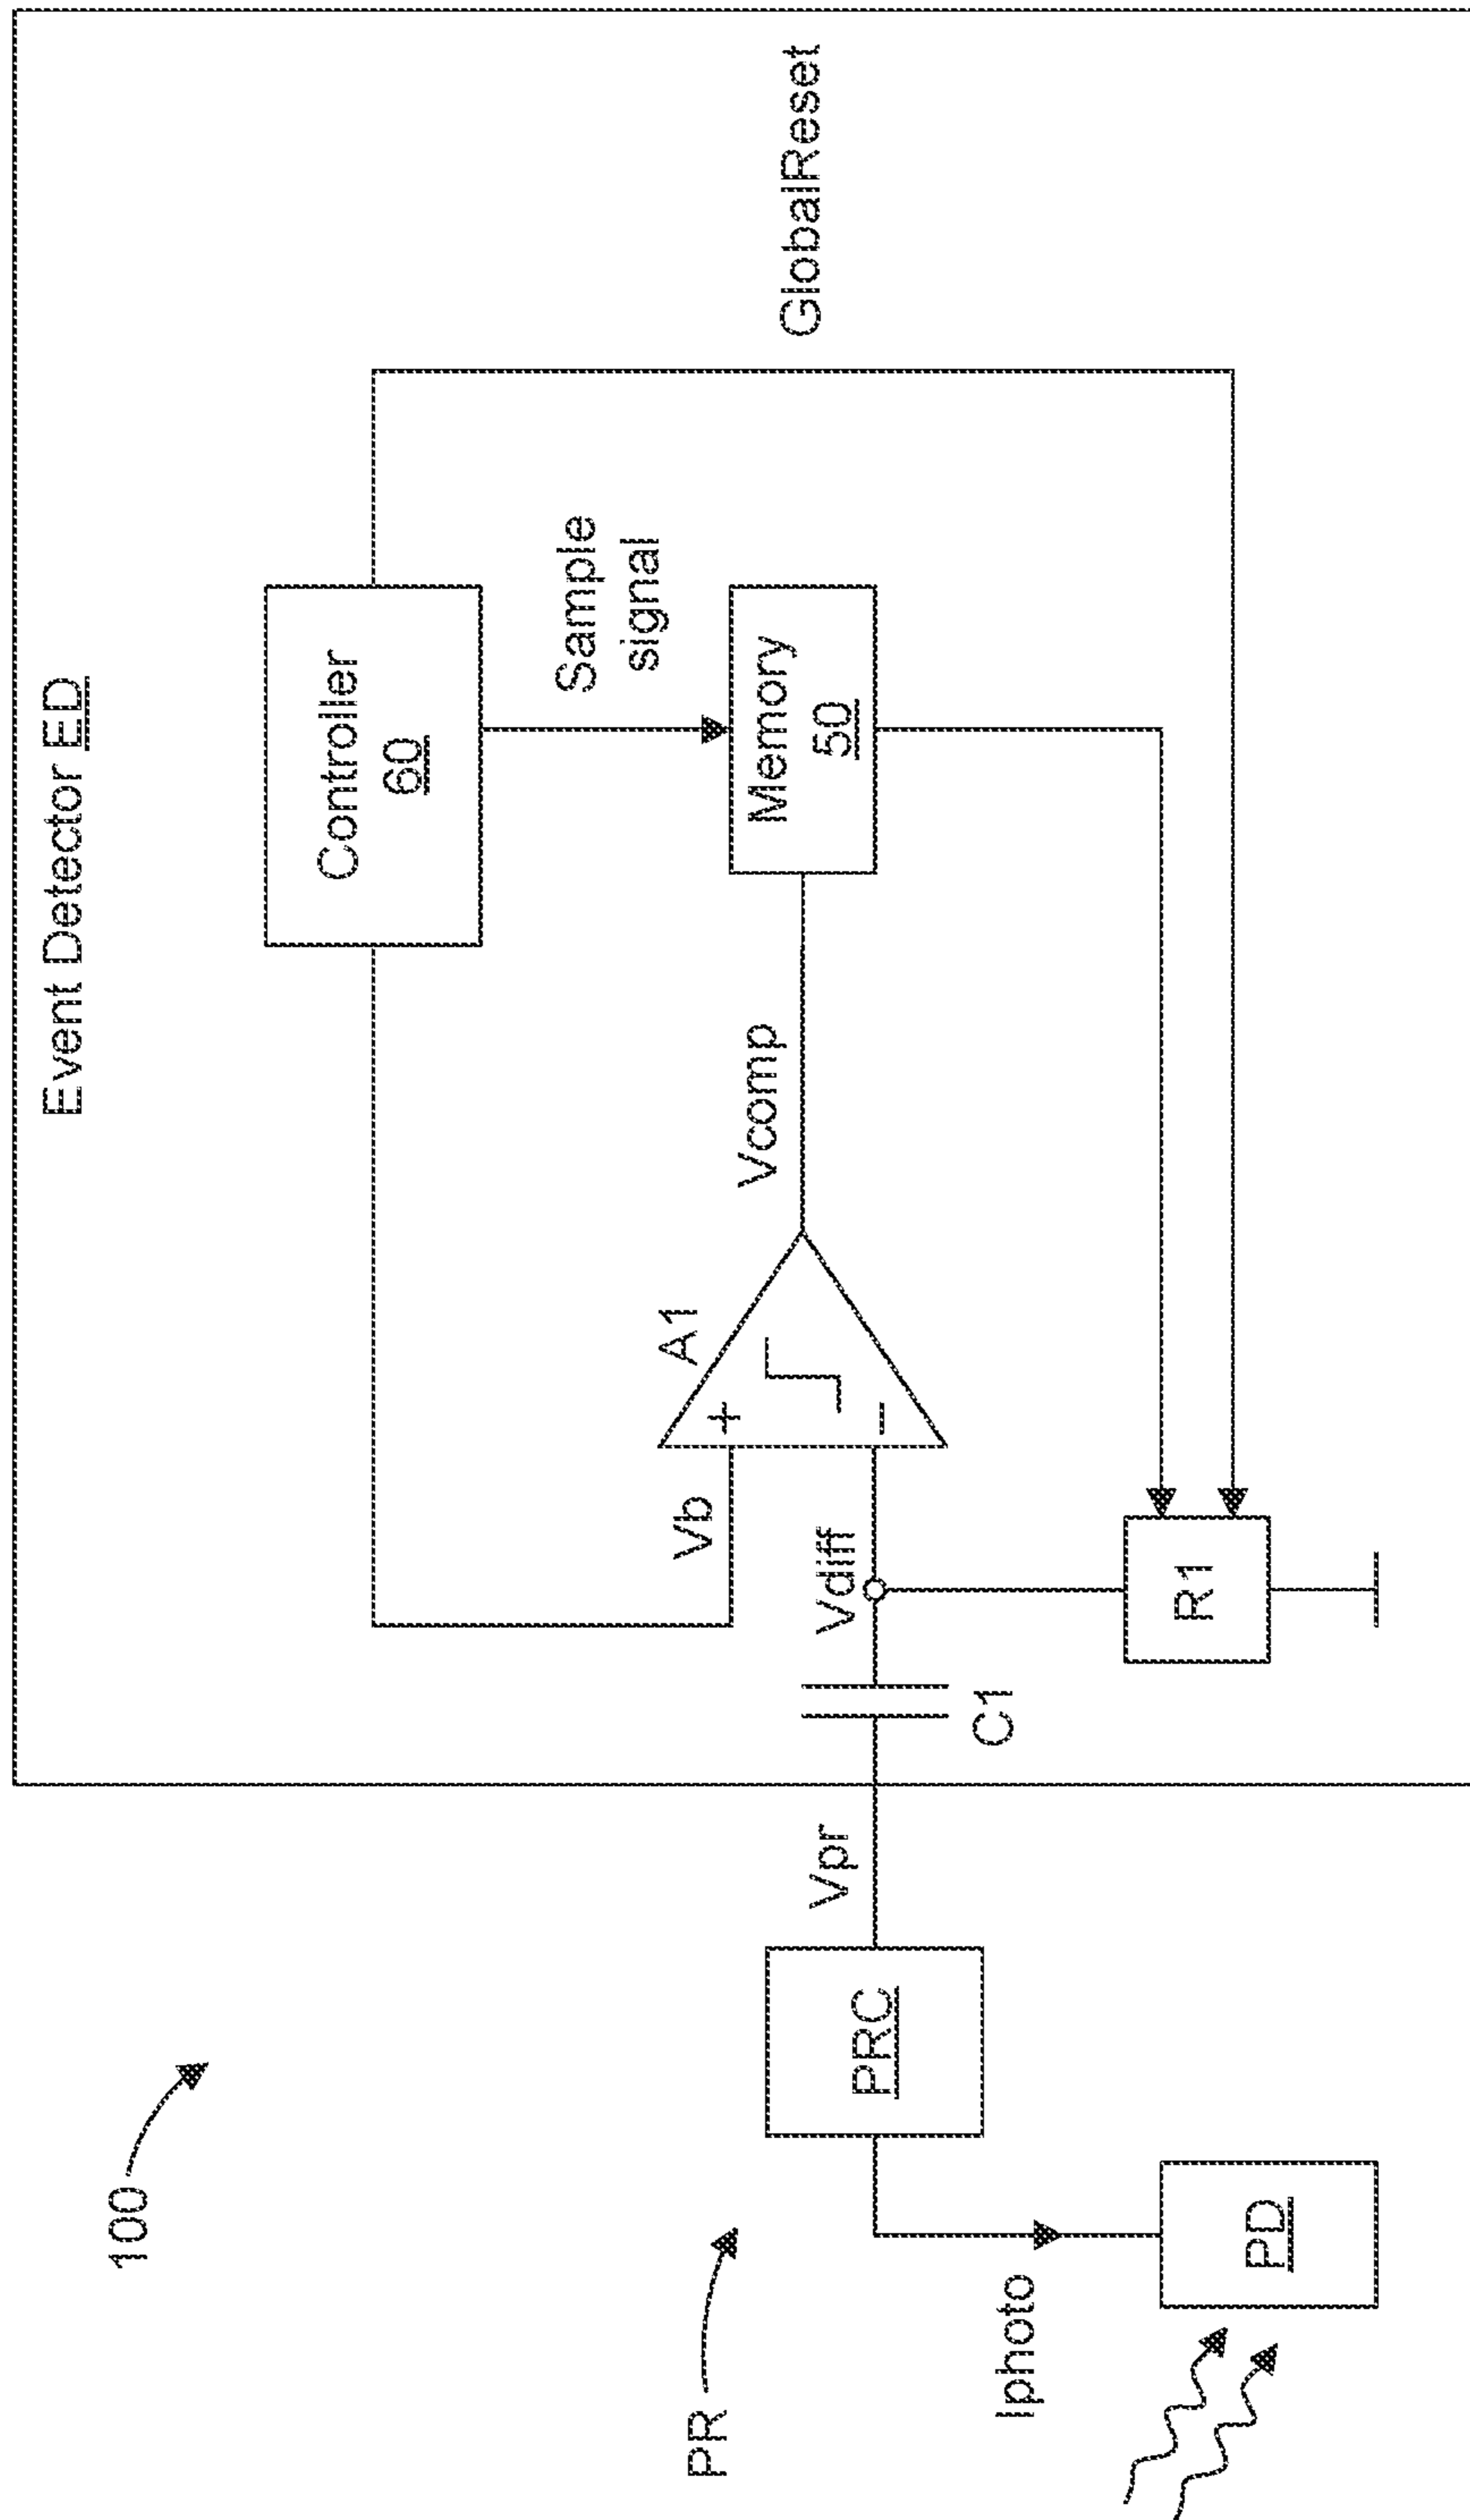 Event Detector ED
100
Controller
60
Sample
signal
GlobalReset
PR
PRC
Vpr
Vdiff
Vb
A1
+
−
Vcomp
Memory
50
C1
Iphoto
PD
R1